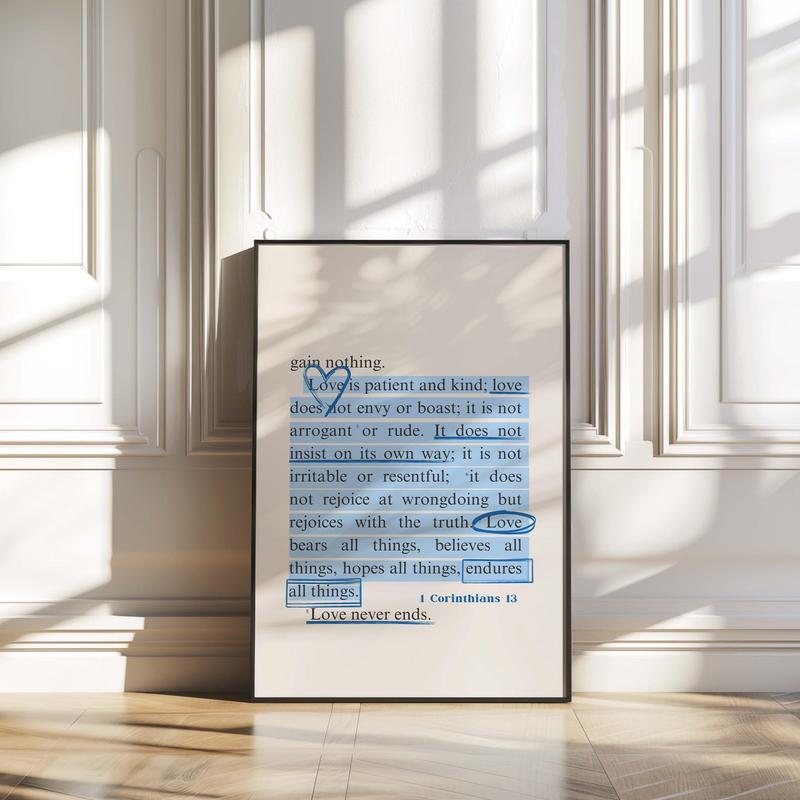 gain nothing.
Love is patient and kind; love
does not envy or boast; it is not
arrogant or rude. It does not
insist on its own way; it is not
irritable or resentful; it does
not rejoice at wrongdoing but
rejoices with the truth. Love
bears all things, believes all
things, hopes all things, endures
all things.
1 Corinthians 13
Love never ends.